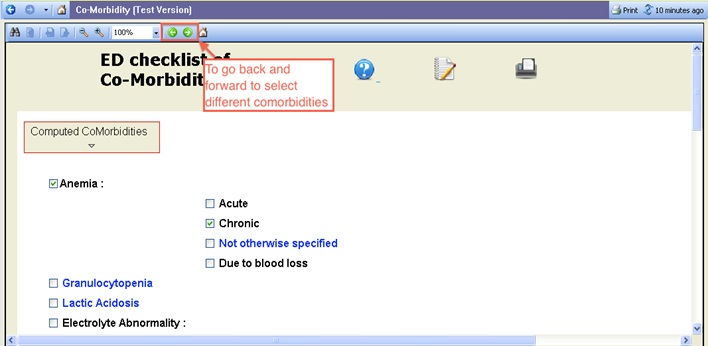 Co-Morbidity (Test Version)
Print
10 minutes ago
100%
ED checklist of
Co-Morbidit
To go back and
forward to select
different comorbidities
Computed CoMorbidities
Anemia :
Acute
Chronic
Not otherwise specified
Due to blood loss
Granulocytopenia
Lactic Acidosis
Electrolyte Abnormality :